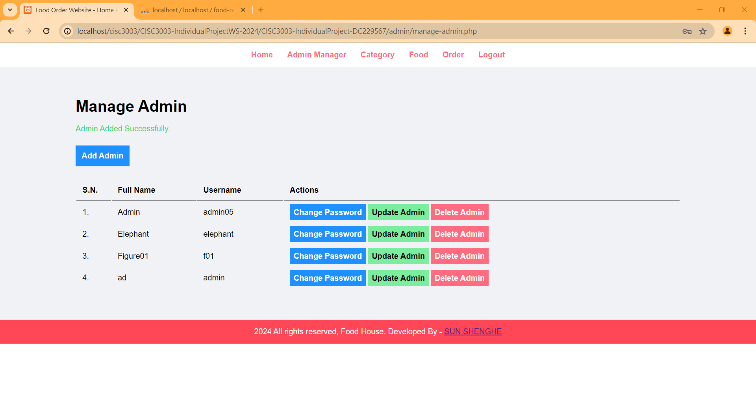 Food Order Website - Home
localhost / localhost / food-o
localhost/cisc3003/CISC3003-IndividualProjectWS-2024/CISC3003-IndividualProject-DC229567/admin/manage-admin.php
Home Admin Manager Category Food Order Logout
Manage Admin
Admin Added Successfully.
Add Admin
S.N. Full Name Username Actions
1. Admin admin05 Change Password Update Admin Delete Admin
2. Elephant elephant Change Password Update Admin Delete Admin
3. Figure01 f01 Change Password Update Admin Delete Admin
4. ad admin Change Password Update Admin Delete Admin
2024 All rights reserved, Food House. Developed By - SUN SHENGHE